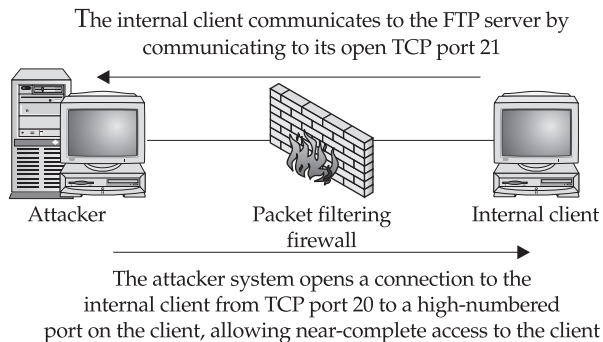 The internal client communicates to the FTP server by
communicating to its open TCP port 21
Attacker
Packet filtering
firewall
Internal client
The attacker system opens a connection to the
internal client from TCP port 20 to a high-numbered
port on the client, allowing near-complete access to the client